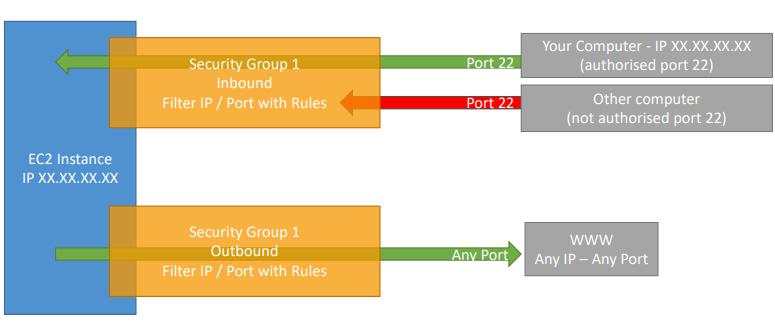 Your Computer - IP XX.XX.XX.XX
(authorised port 22)
Port 22
Security Group 1
Inbound
Filter IP / Port with Rules
Port 22
Other computer
(not authorised port 22)
EC2 Instance
IP XX.XX.XX.XX
Security Group 1
Outbound
Filter IP / Port with Rules
Any Port
WWW
Any IP – Any Port